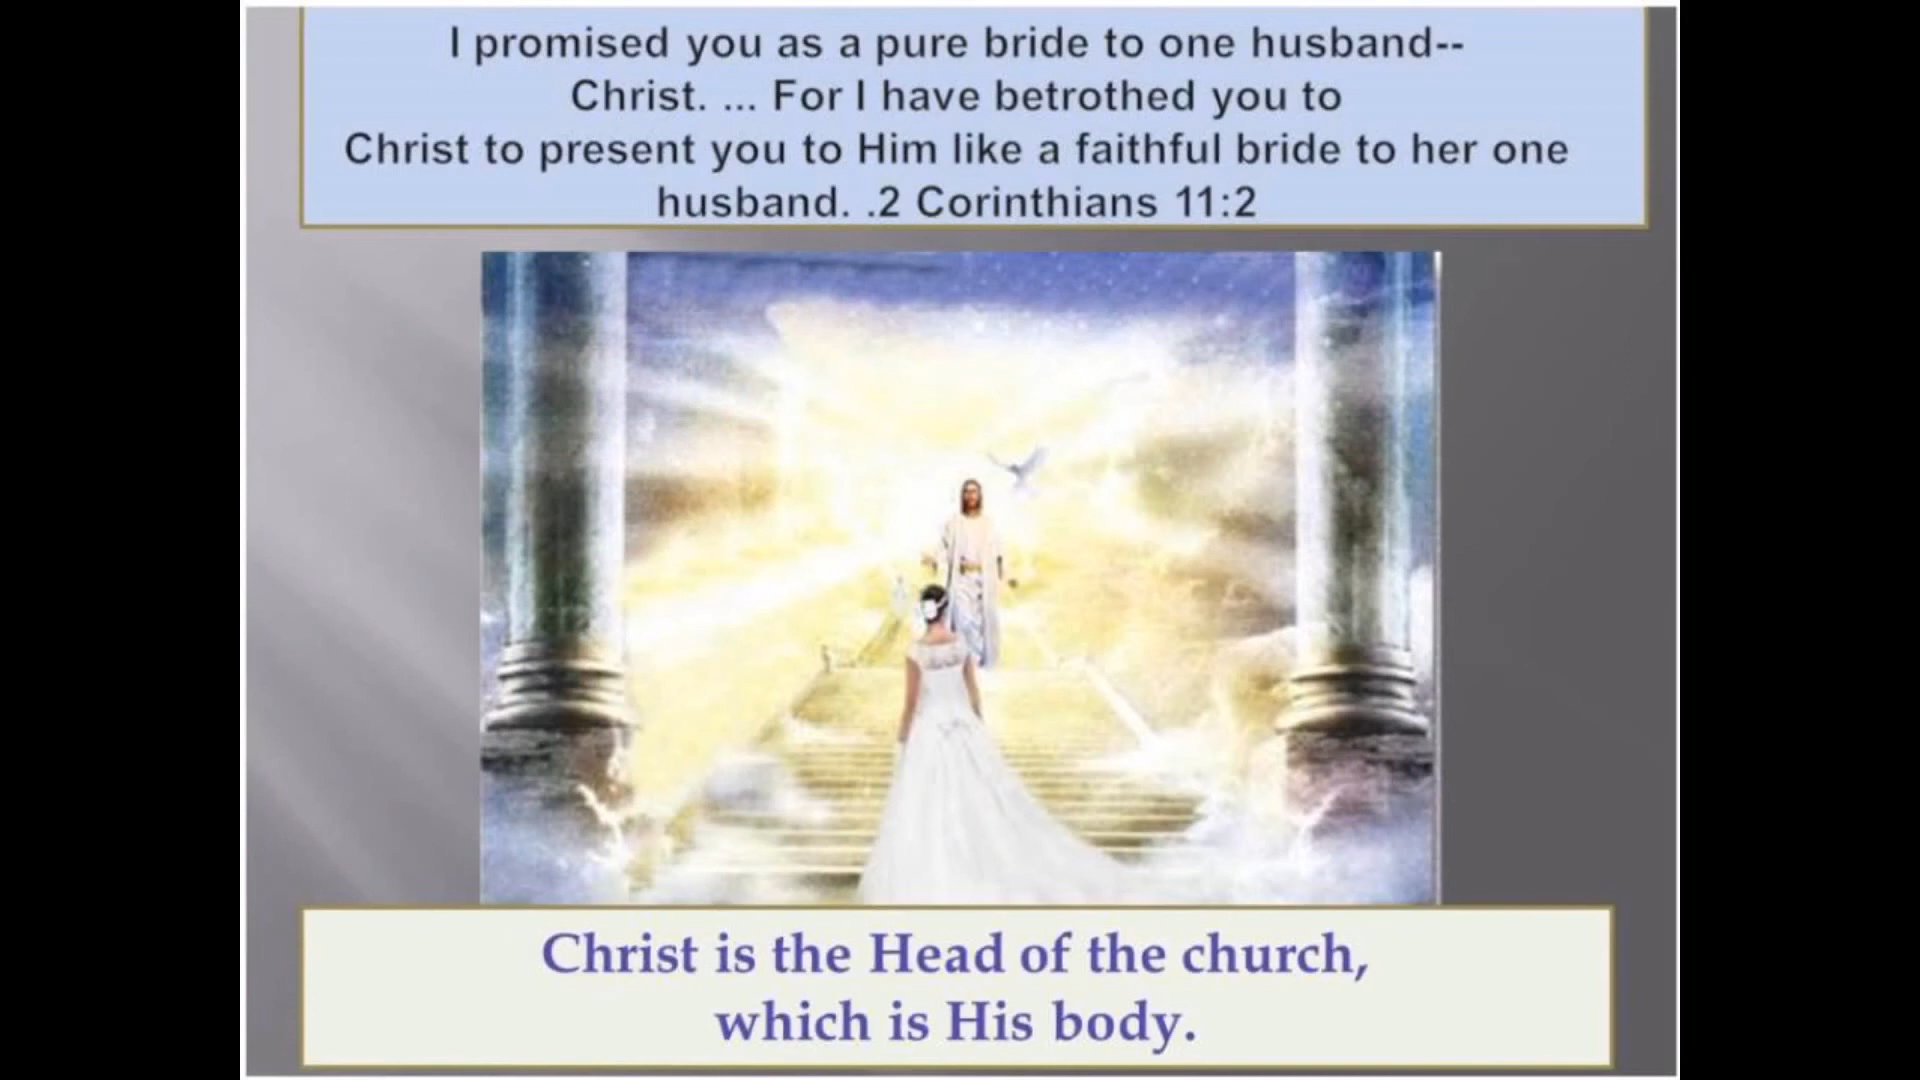 I promised you as a pure bride to one husband--
Christ. ... For I have betrothed you to
Christ to present you to Him like a faithful bride to her one
husband. .2 Corinthians 11:2
Christ is the Head of the church,
which is His body.